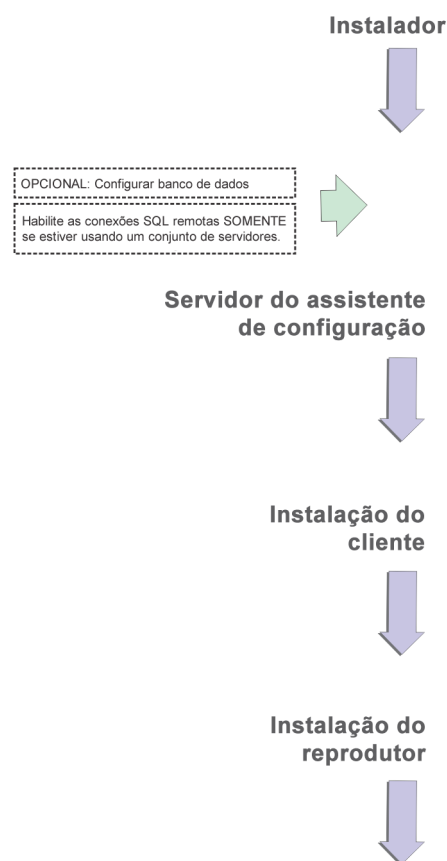 Instalador
OPCIONAL: Configurar banco de dados
Habilite as conexões SQL remotas SOMENTE
se estiver usando um conjunto de servidores.
Servidor do assistente
de configuração
Instalação do
cliente
Instalação do
reprodutor